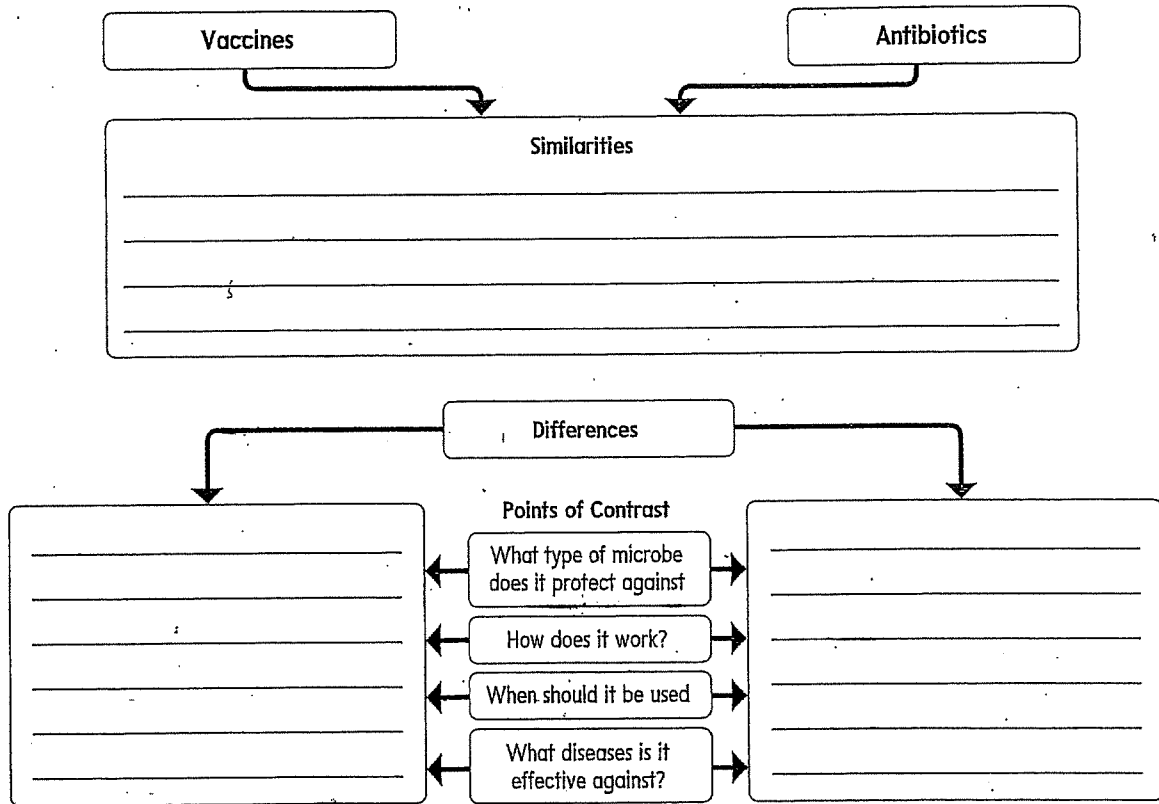 Vaccines
Antibiotics
Similarities
Differences
Points of Contrast
What type of microbe
does it protect against
How does it work?
When should it be used
What diseases is it
effective against?